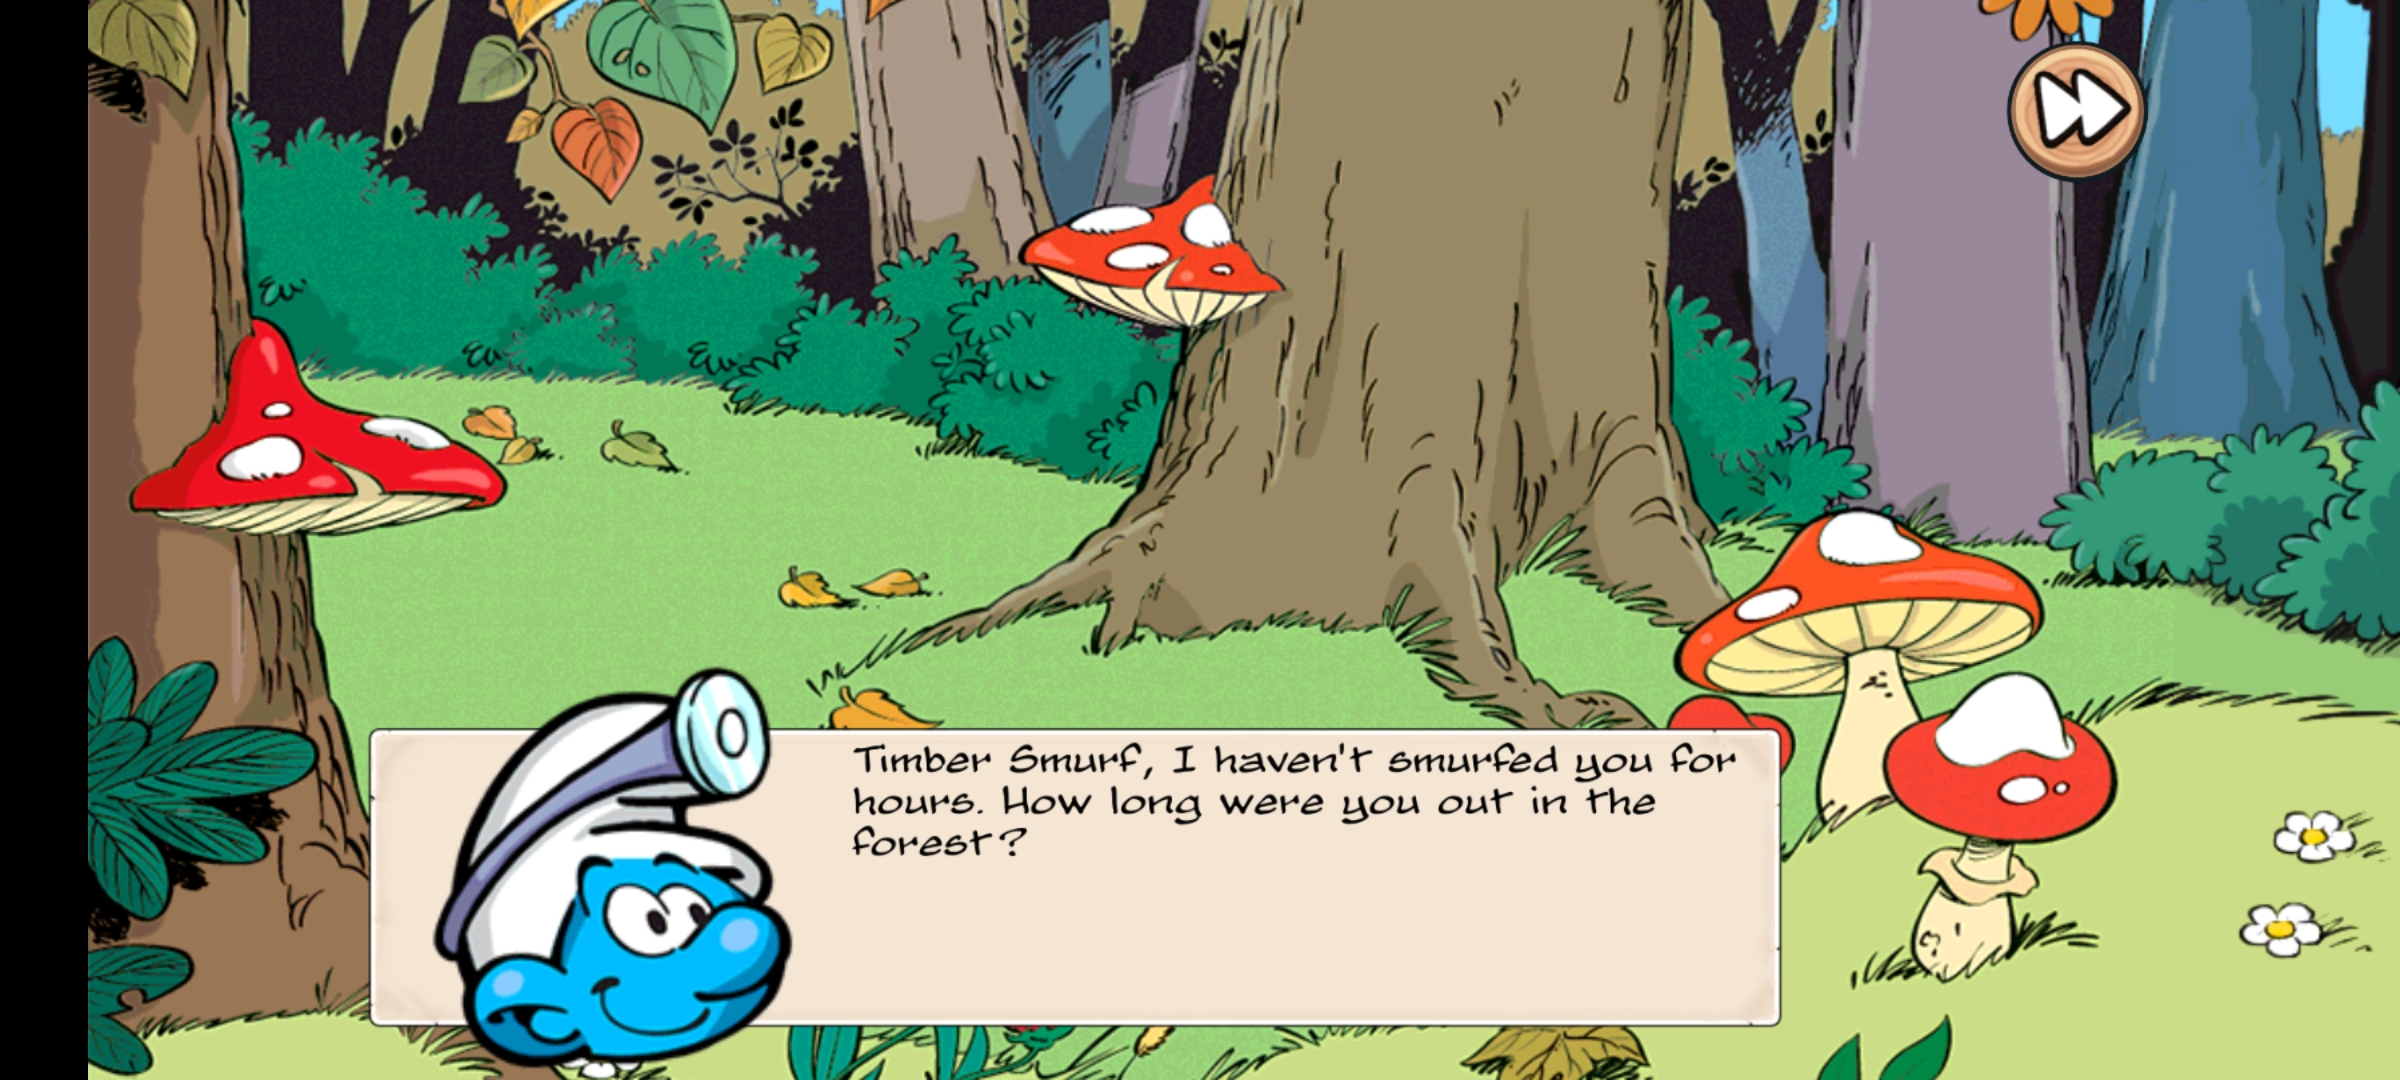 Timber Smurf, I haven't smurfed you for
hours. How long were you out in the
forest?